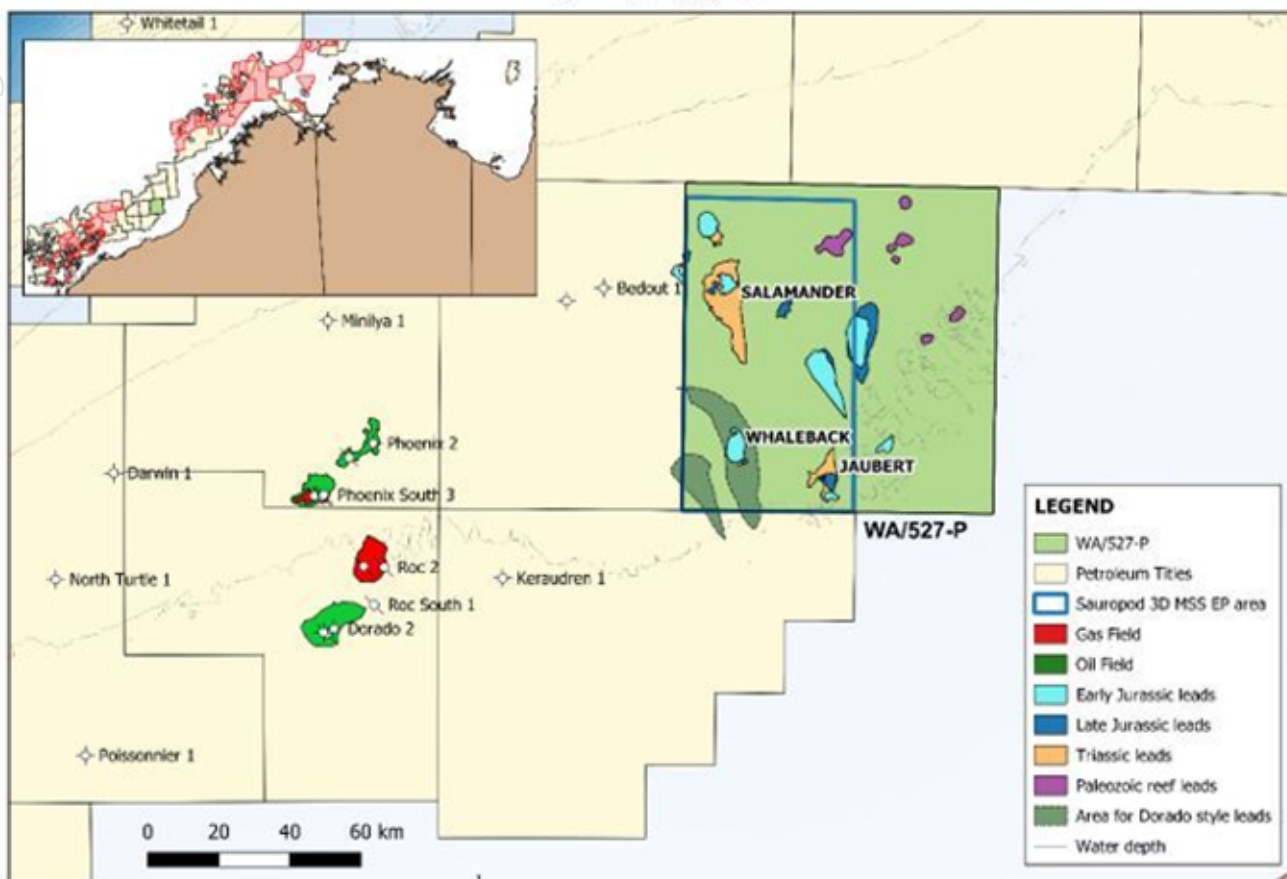 Whitetail 1
Bedout 1
SALAMANDER
Minilya 1
Phoenix 2
WHALEBACK
Darwin 1
JAUBERT
Phoenix South 3
WA/527-P
Roc 2
North Turtle 1
Keraudren 1
Roc South 1
Dorado 2
Poissonnier 1
0 20 40 60 km
LEGEND
WA/527-P
Petroleum Titles
Sauropod 3D MSS EP area
Gas Field
Oil Field
Early Jurassic leads
Late Jurassic leads
Triassic leads
Paleozoic reef leads
Area for Dorado style leads
Water depth